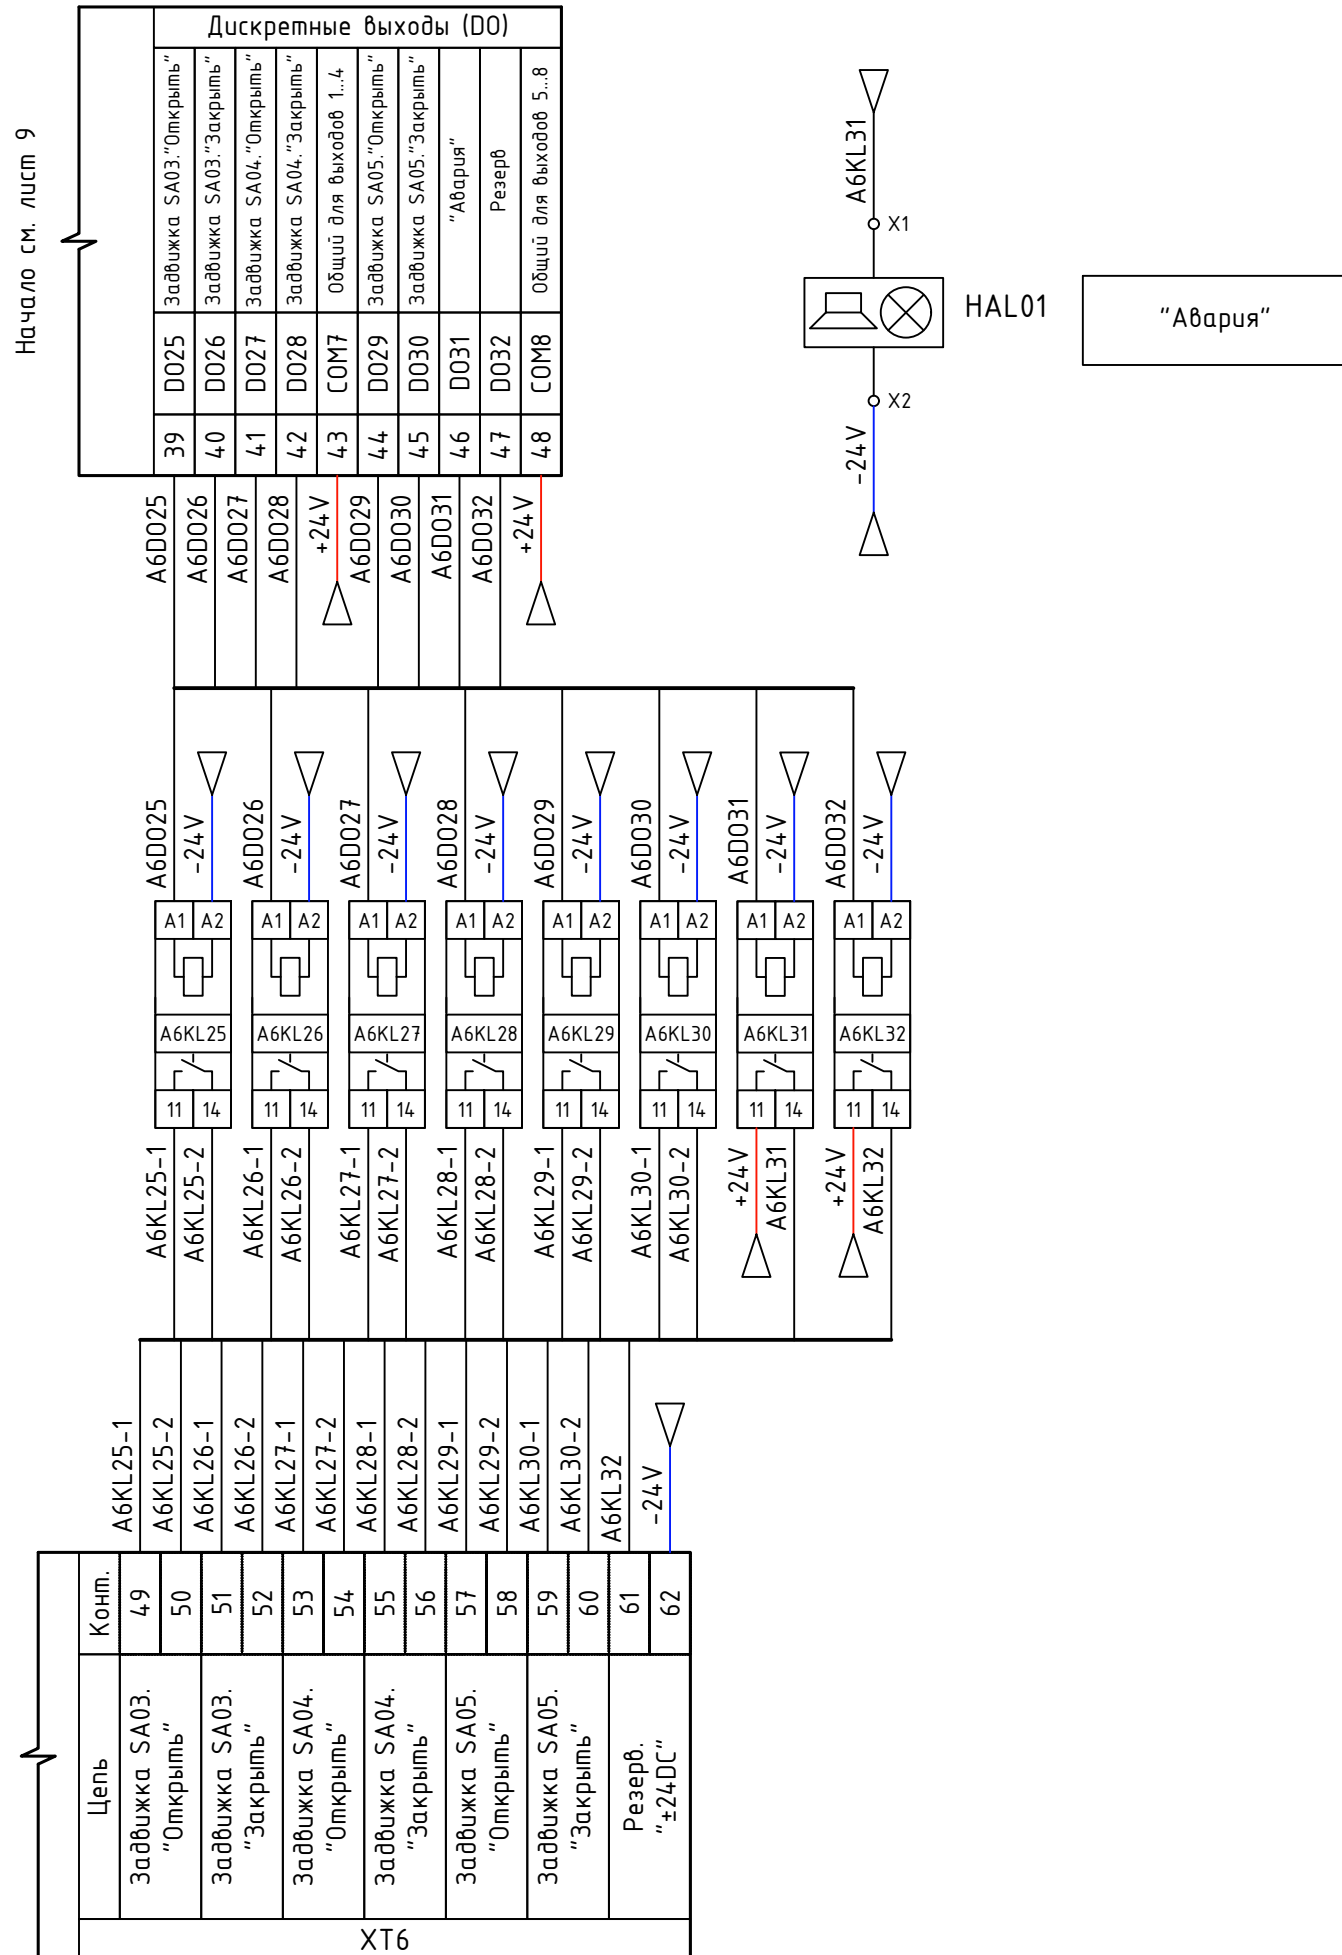 Начало см. лист 9
Дискретные выходы (DO)
Задвижка SA03."Открыть"
Задвижка SA03."Закрыть"
Задвижка SA04."Открыть"
Задвижка SA04."Закрыть"
Общий для выходов 1...4
Задвижка SA05."Открыть"
Задвижка SA05."Закрыть"
"Авария"
Резерв
Общий для выходов 5...8
DO25 DO26 DO27 DO28 COM7 DO29 DO30 DO31 DO32 COM8
39 40 41 42 43 44 45 46 47 48
A6DO25 A6DO26 A6DO27 A6DO28 +24V A6DO29 A6DO30 A6DO31 A6DO32 +24V
A6KL31
X1
HAL01
"Авария"
X2
-24V
A6DO25 -24V A6DO26 -24V A6DO27 -24V A6DO28 -24V A6DO29 -24V A6DO30 -24V A6DO31 -24V A6DO32 -24V
A1 A2 A1 A2 A1 A2 A1 A2 A1 A2 A1 A2 A1 A2 A1 A2
A6KL25 A6KL26 A6KL27 A6KL28 A6KL29 A6KL30 A6KL31 A6KL32
11 14 11 14 11 14 11 14 11 14 11 14 11 14 11 14
A6KL25-1 A6KL25-2 A6KL26-1 A6KL26-2 A6KL27-1 A6KL27-2 A6KL28-1 A6KL28-2 A6KL29-1 A6KL29-2 A6KL30-1 A6KL30-2 +24V A6KL31 +24V A6KL32
A6KL25-1 A6KL25-2 A6KL26-1 A6KL26-2 A6KL27-1 A6KL27-2 A6KL28-1 A6KL28-2 A6KL29-1 A6KL29-2 A6KL30-1 A6KL30-2 A6KL32 -24V
Конт. 49 50 51 52 53 54 55 56 57 58 59 60 61 62
Цепь
Задвижка SA03.
"Открыть"
Задвижка SA03.
"Закрыть"
Задвижка SA04.
"Открыть"
Задвижка SA04.
"Закрыть"
Задвижка SA05.
"Открыть"
Задвижка SA05.
"Закрыть"
Резерв.
"±24DC"
XT6